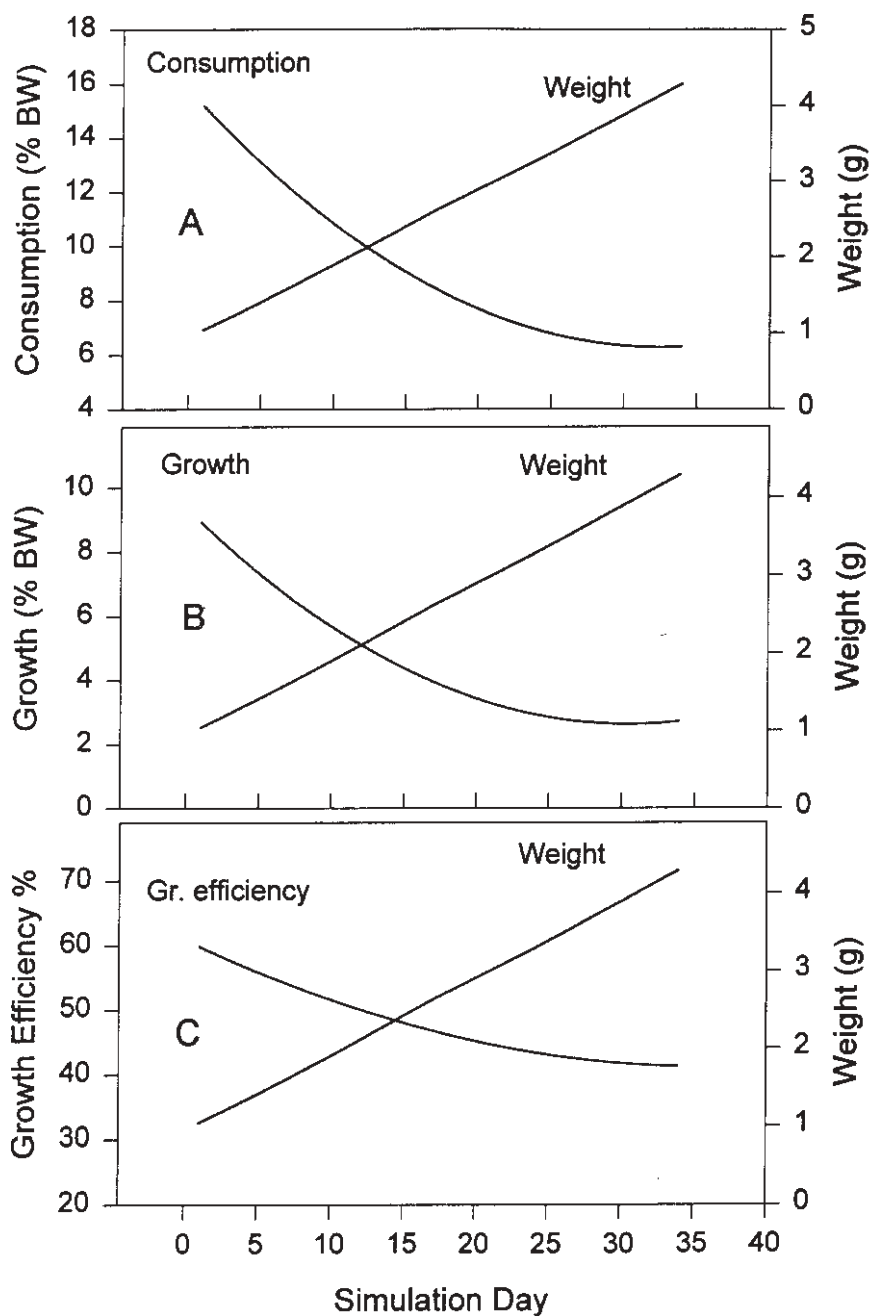 18
16
14
12
10
8
6
4
Consumption (% BW)
Consumption
Weight
A
5
4
3
2
1
0
Weight (g)
10
8
6
4
2
0
Growth (% BW)
Growth
Weight
B
4
3
2
1
0
Weight (g)
70
60
50
40
30
20
Growth Efficiency %
Weight
Gr. efficiency
C
4
3
2
1
0
Weight (g)
0 5 10 15 20 25 30 35 40
Simulation Day